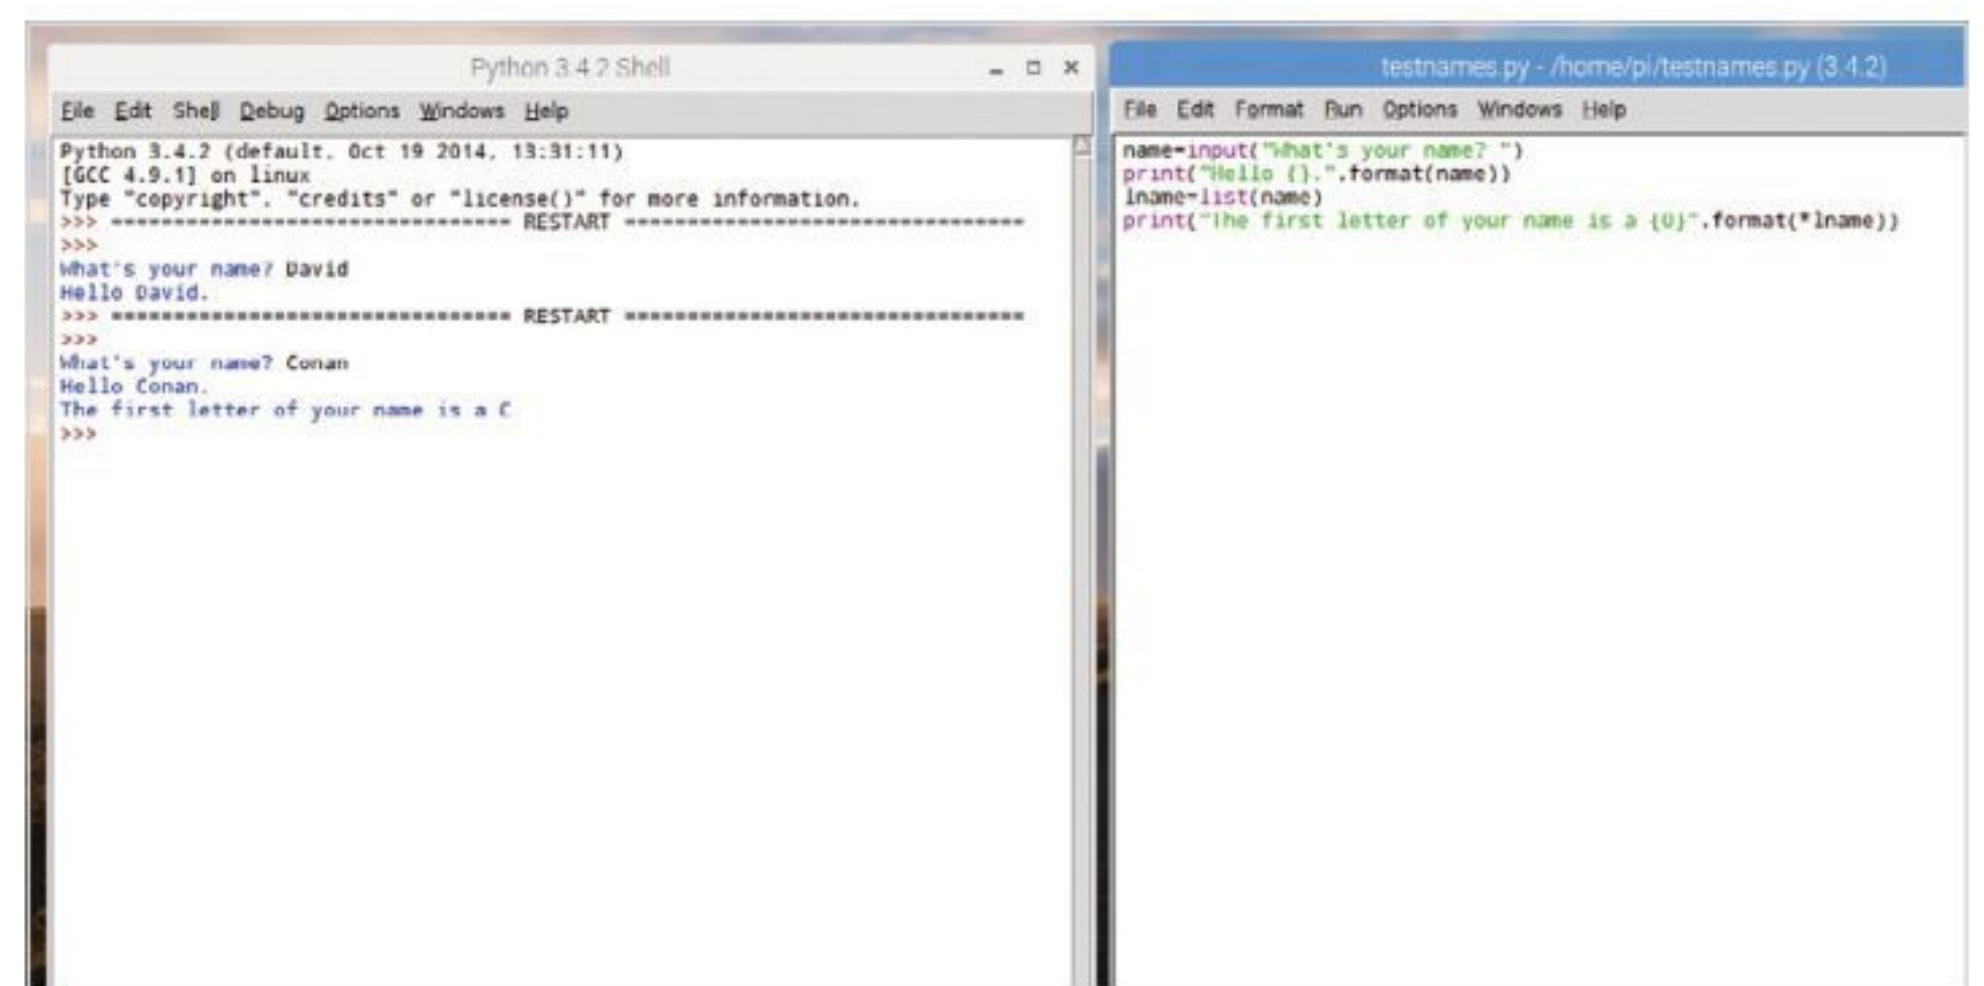 Python 3.4.2 Shell
File Edit Shell Debug Options Windows Help
Python 3.4.2 (default, Oct 19 2014, 13:31:11)
[GCC 4.9.1] on linux
Type "copyright", "credits" or "license()" for more information.
>>> ================================ RESTART ================================
>>>
What's your name? David
Hello David.
>>> ================================ RESTART ================================
>>>
What's your name? Conan
Hello Conan.
The first letter of your name is a C
>>>
testnames.py - /home/pi/testnames.py (3.4.2)
File Edit Format Run Options Windows Help
name=input("What's your name? ")
print("Hello {}.".format(name))
lname=list(name)
print("The first letter of your name is a {0}".format(*lname))